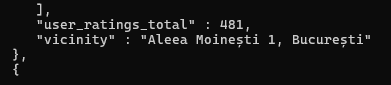 ],
"user_ratings_total" : 481,
"vicinity" : "Aleea Moinești 1, București"
},
{